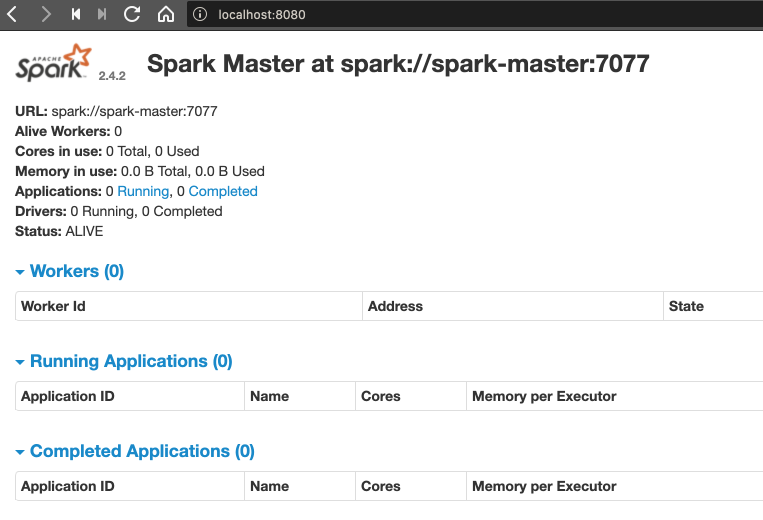 localhost:8080
APACHE
Spark 2.4.2 Spark Master at spark://spark-master:7077
URL: spark://spark-master:7077
Alive Workers: 0
Cores in use: 0 Total, 0 Used
Memory in use: 0.0 B Total, 0.0 B Used
Applications: 0 Running, 0 Completed
Drivers: 0 Running, 0 Completed
Status: ALIVE
Workers (0)
Worker Id Address State
Running Applications (0)
Application ID Name Cores Memory per Executor
Completed Applications (0)
Application ID Name Cores Memory per Executor